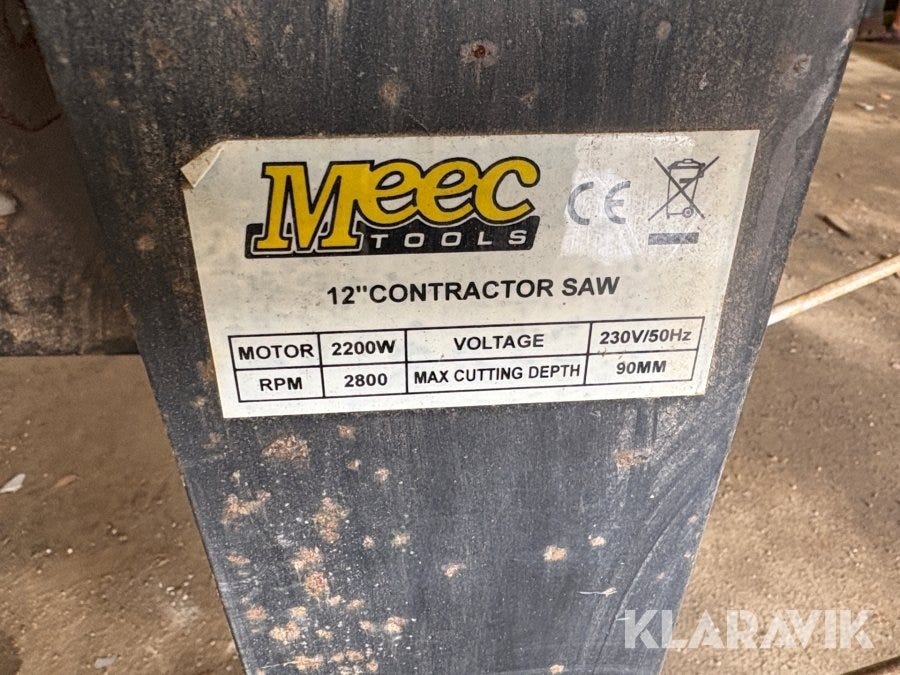 Meec
TOOLS
CE
12"CONTRACTOR SAW
MOTOR 2200W VOLTAGE 230V/50Hz
RPM 2800 MAX CUTTING DEPTH 90MM
KLARAVIK